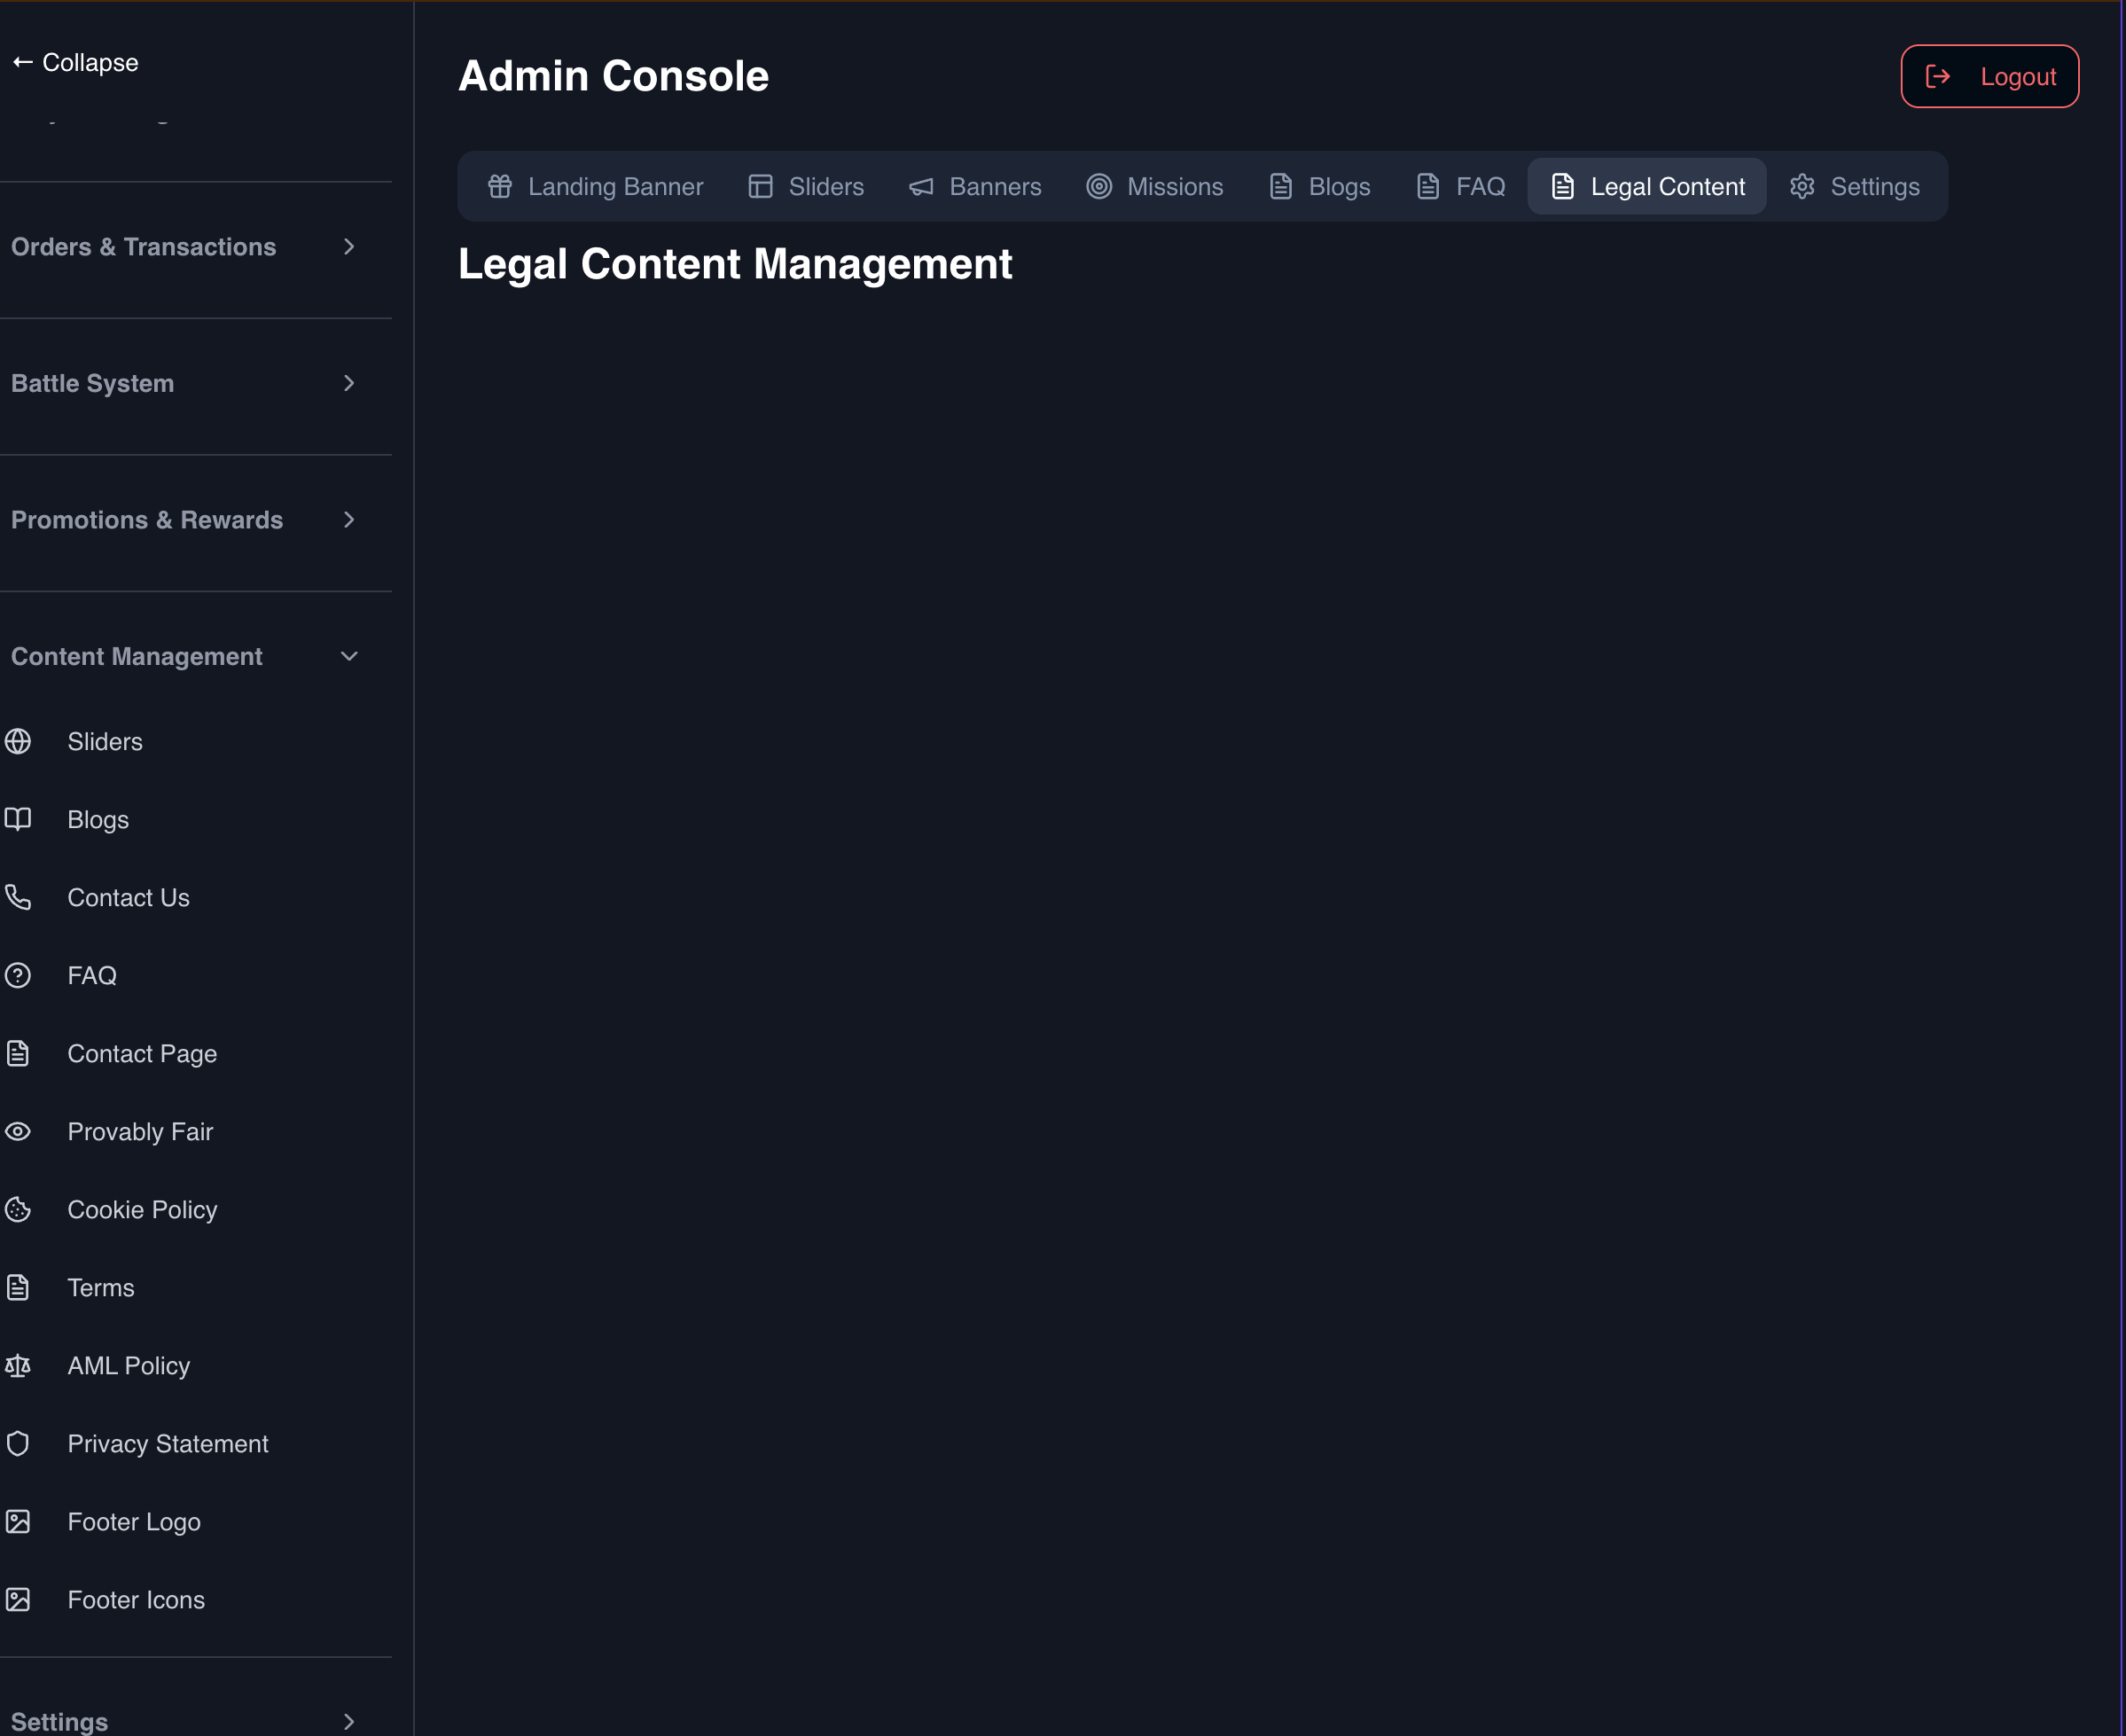 Collapse
Orders & Transactions
Battle System
Promotions & Rewards
Content Management
Sliders
Blogs
Contact Us
FAQ
Contact Page
Provably Fair
Cookie Policy
Terms
AML Policy
Privacy Statement
Footer Logo
Footer Icons
Settings
Admin Console
Logout
Landing Banner
Sliders
Banners
Missions
Blogs
FAQ
Legal Content
Settings
Legal Content Management